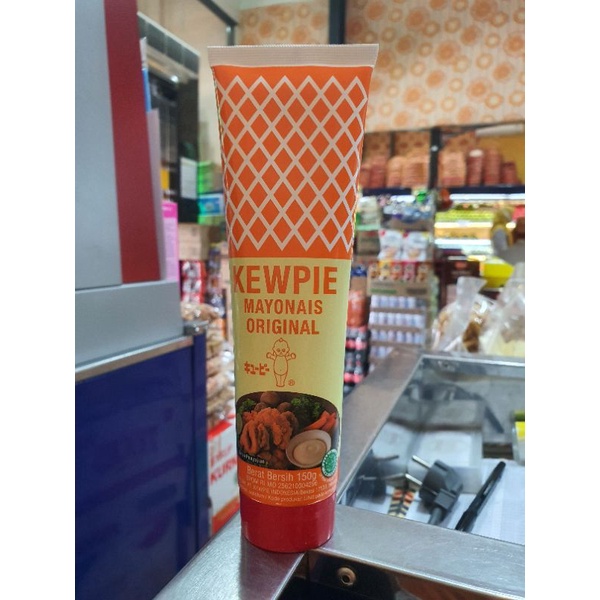 KEWPIE
MAYONAIS
ORIGINAL
キユーピー
®
Berat Bersih 150g